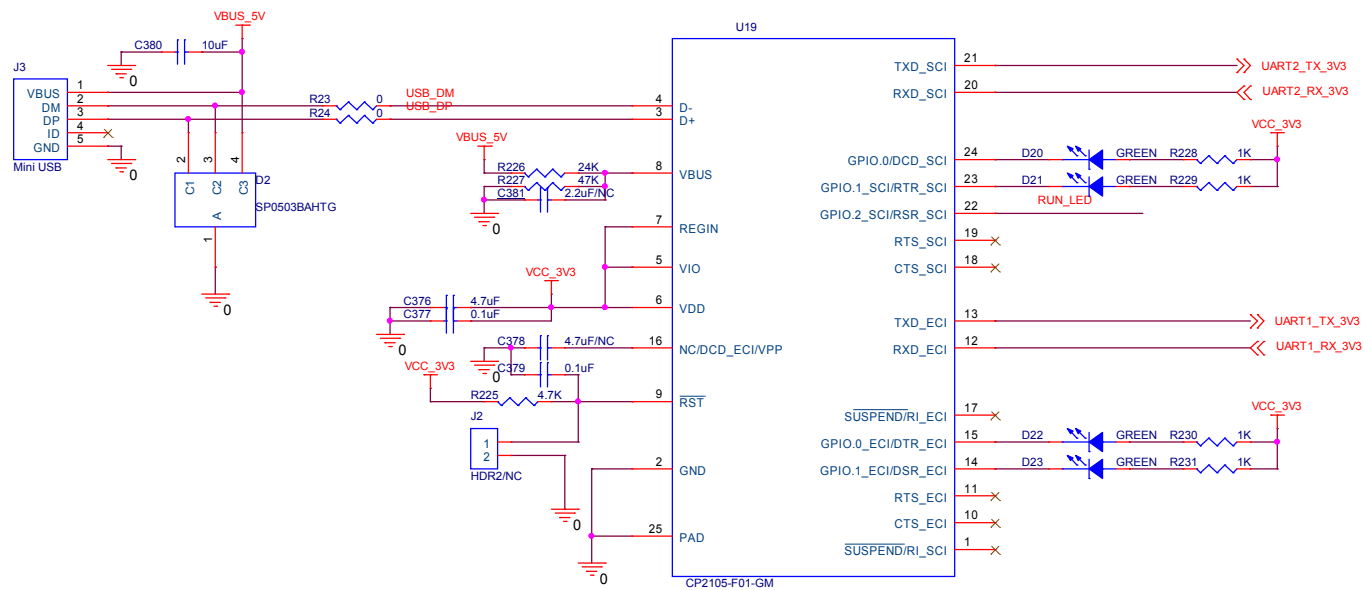 VBUS_5V
U19
C380 10uF
0
J3
VBUS 1
DM 2
DP 3
ID 4
GND 5
Mini USB
0
R23 0 USB_DM
R24 0 USB_DP
2 3 4
C1 C2 C3
D2
SP0503BAHTG
A
1
0
VBUS_5V
R226 24K
R227 47K
C381 2.2uF/NC
0
VCC_3V3
C376 4.7uF
C377 0.1uF
0
C378 4.7uF/NC
0
C379 0.1uF
VCC_3V3
R225 4.7K
J2
1
2
HDR2/NC
0
0
4 D-
3 D+
8 VBUS
7 REGIN
5 VIO
6 VDD
16 NC/DCD_ECI/VPP
9 RST
2 GND
25 PAD
CP2105-F01-GM
TXD_SCI 21 UART2_TX_3V3
RXD_SCI 20 UART2_RX_3V3
VCC_3V3
GPIO.0/DCD_SCI 24 D20 GREEN R228 1K
GPIO.1_SCI/RTR_SCI 23 D21 GREEN R229 1K
RUN_LED
GPIO.2_SCI/RSR_SCI 22
RTS_SCI 19
CTS_SCI 18
TXD_ECI 13 UART1_TX_3V3
RXD_ECI 12 UART1_RX_3V3
VCC_3V3
SUSPEND/RI_ECI 17
GPIO.0_ECI/DTR_ECI 15 D22 GREEN R230 1K
GPIO.1_ECI/DSR_ECI 14 D23 GREEN R231 1K
RTS_ECI 11
CTS_ECI 10
SUSPEND/RI_SCI 1